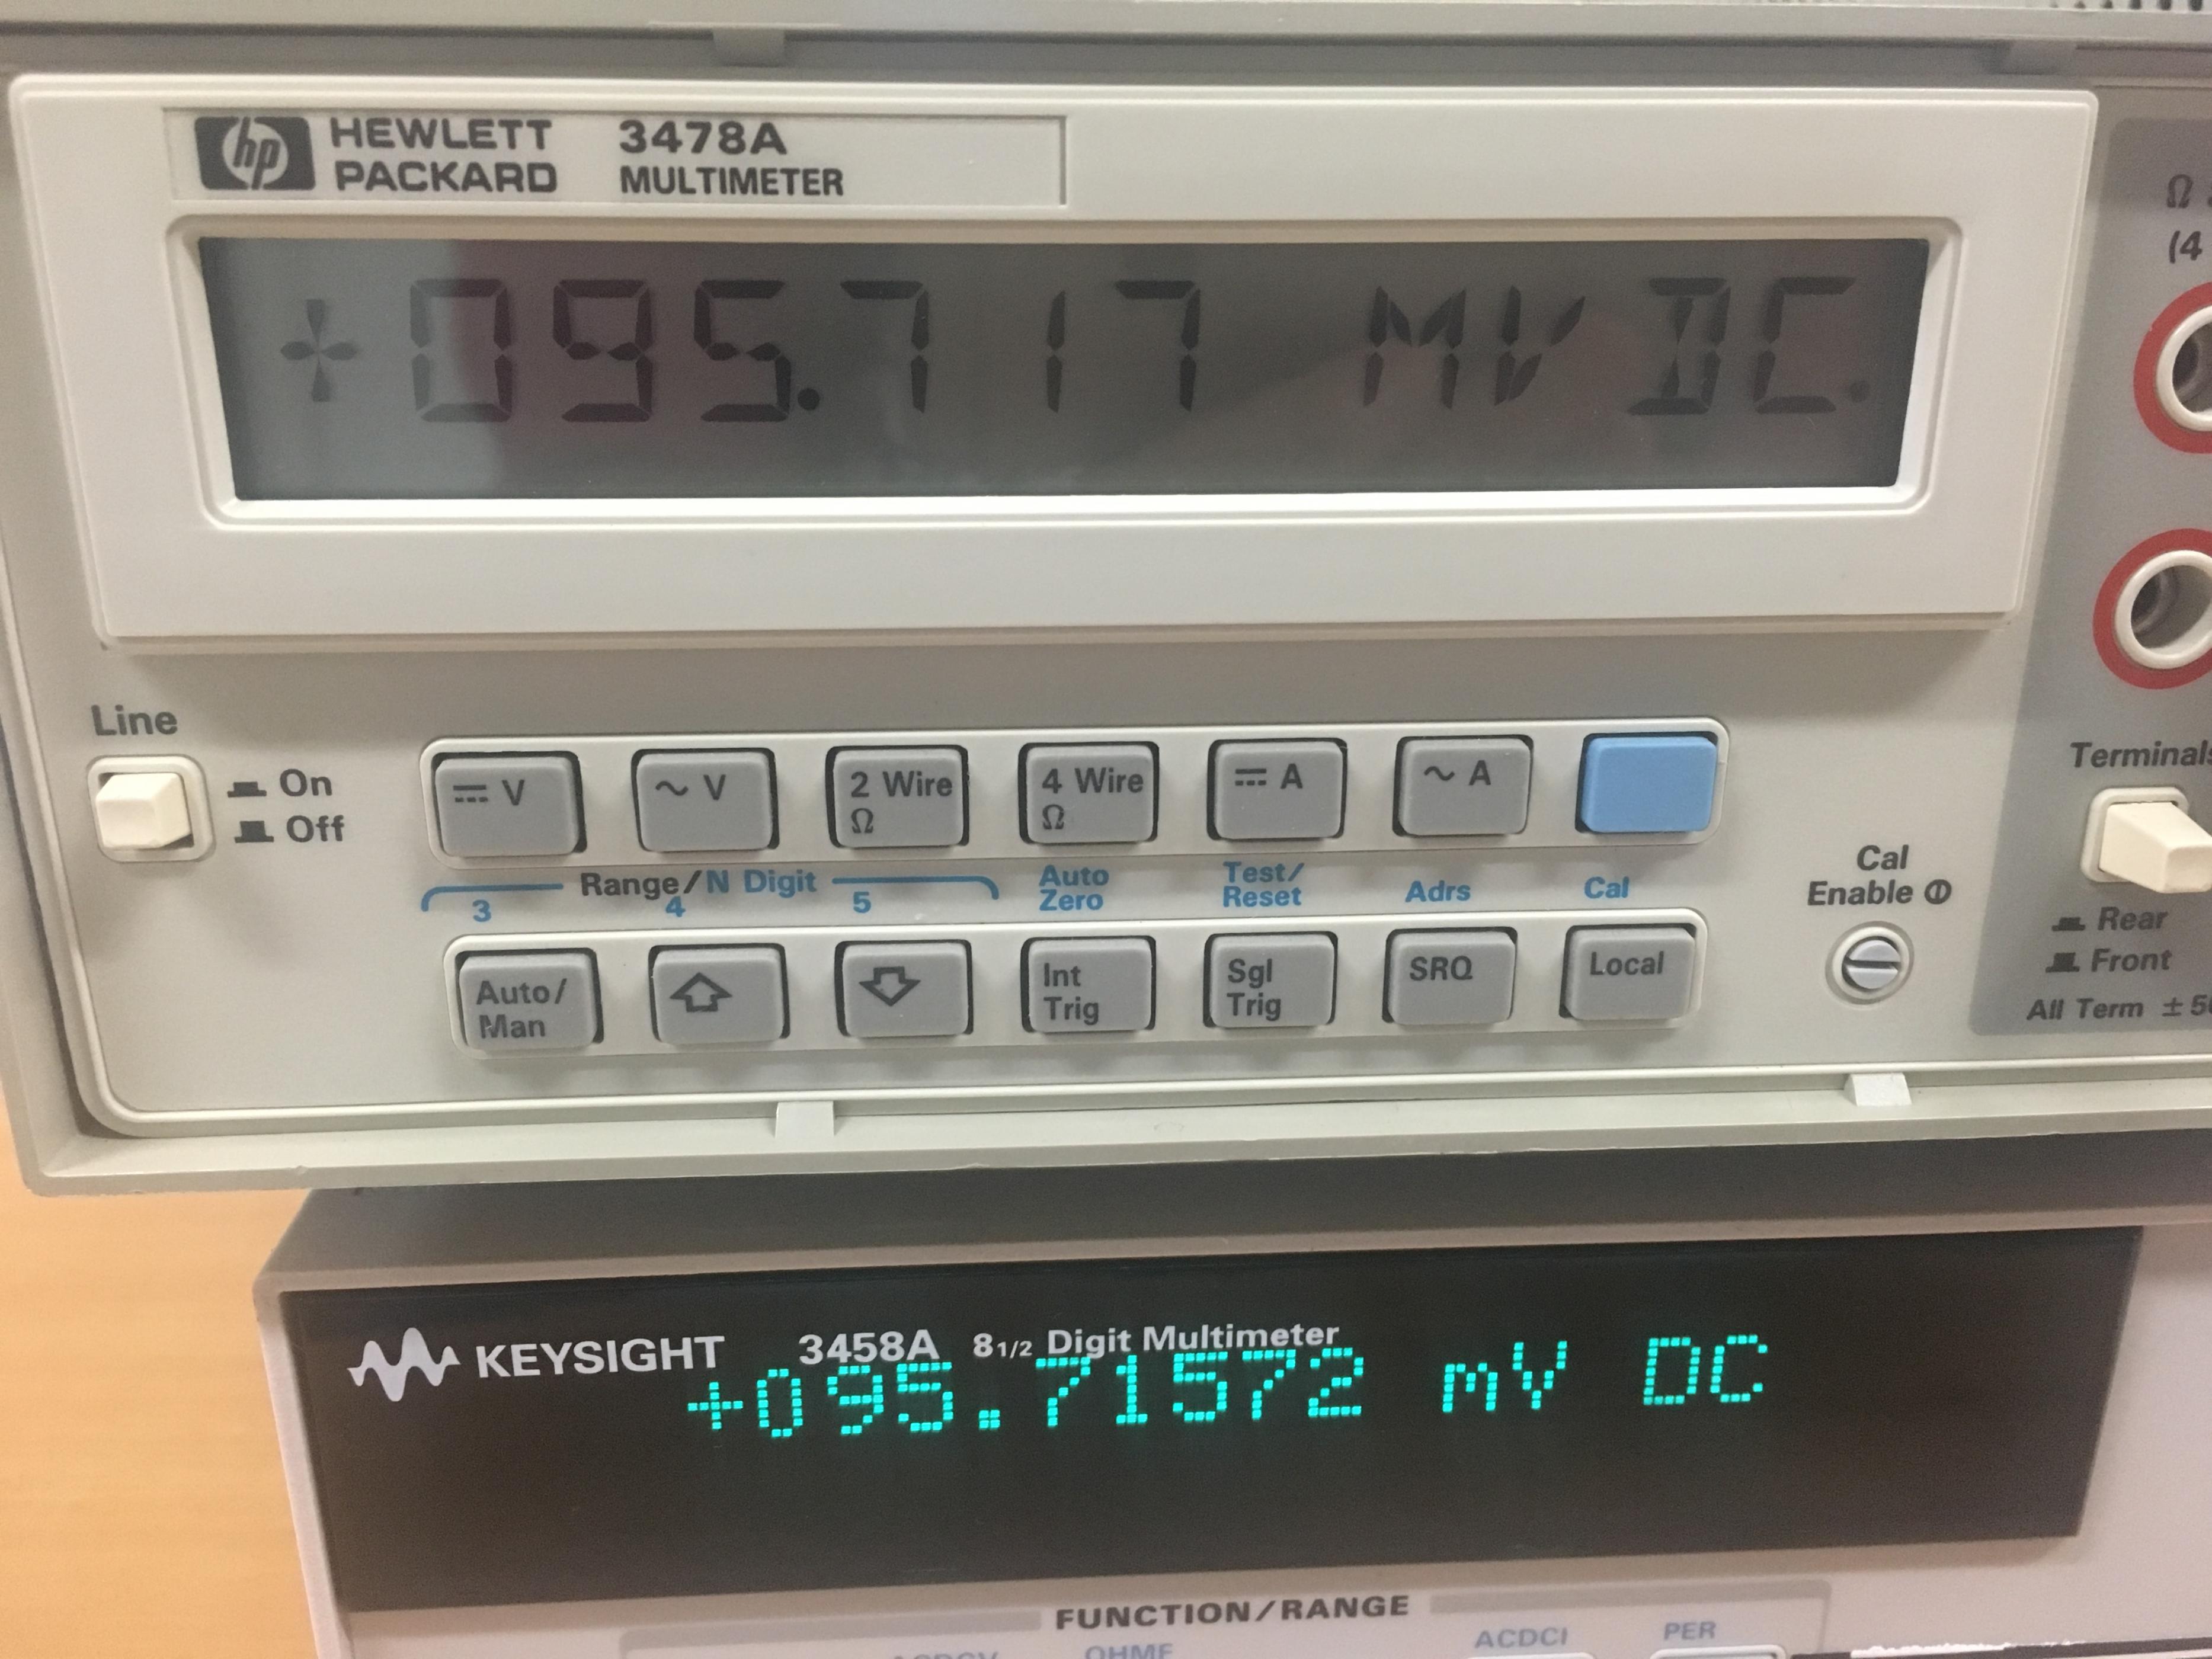 hp HEWLETT PACKARD 3478A MULTIMETER
+095.717 MVDC.
Ω
(4
Line
On
Off
⎓ V
~ V
2 Wire Ω
4 Wire Ω
⎓ A
~ A
Range/N Digit
3
4
5
Auto Zero
Test/Reset
Adrs
Cal
Auto/Man
Int Trig
Sgl Trig
SRQ
Local
Cal Enable
Terminals
Rear
Front
All Term ±
KEYSIGHT 3458A 8 1/2 Digit Multimeter
+095.71572 mV DC
FUNCTION/RANGE
ACDCI
PER